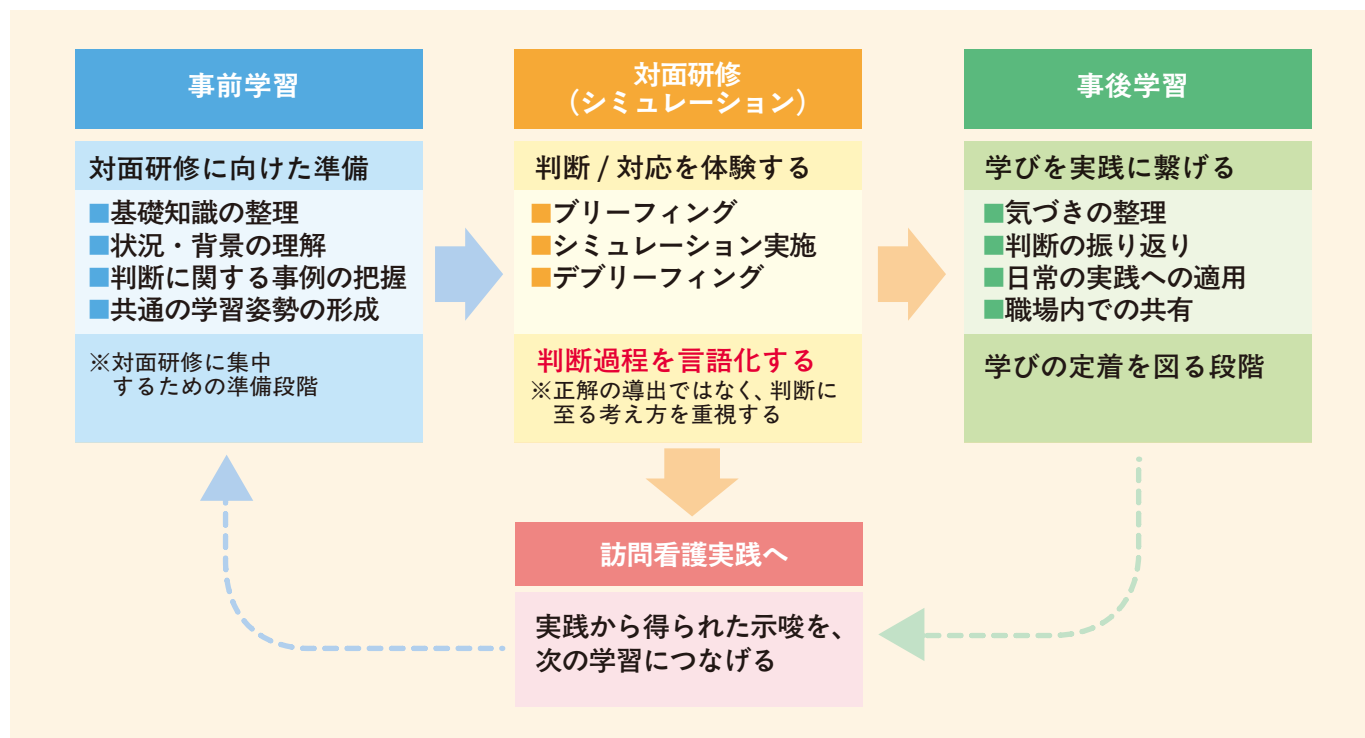 事前学習
対面研修に向けた準備
■基礎知識の整理
■状況・背景の理解
■判断に関する事例の把握
■共通の学習姿勢の形成
※対面研修に集中
するための準備段階
対面研修
（シミュレーション）
判断 / 対応を体験する
■ブリーフィング
■シミュレーション実施
■デブリーフィング
判断過程を言語化する
※正解の導出ではなく、判断に
至る考え方を重視する
事後学習
学びを実践に繋げる
■気づきの整理
■判断の振り返り
■日常の実践への適用
■職場内での共有
学びの定着を図る段階
訪問看護実践へ
実践から得られた示唆を、
次の学習につなげる